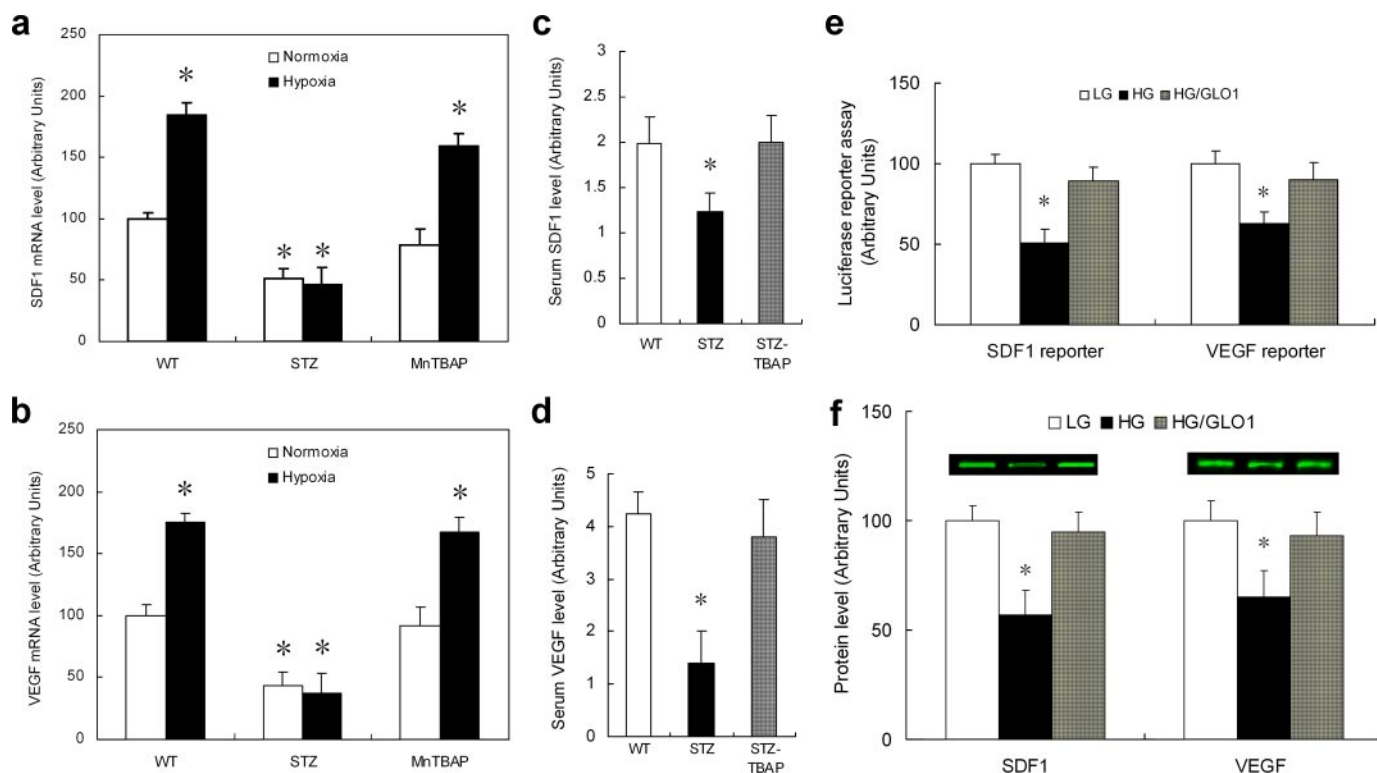 a
SDF1 mRNA level (Arbitrary Units)
250
200
150
100
50
0
Normoxia
Hypoxia
*
*
*
*
WT
STZ
MnTBAP
b
VEGF mRNA level (Arbitrary Units)
250
200
150
100
50
0
Normoxia
Hypoxia
*
*
*
*
WT
STZ
MnTBAP
c
Serum SDF1 level (Arbitrary Units)
3
2.5
2
1.5
1
0.5
0
*
WT
STZ
STZ-
TBAP
d
Serum VEGF level (Arbitrary Units)
5
4
3
2
1
0
*
WT
STZ
STZ-
TBAP
e
Luciferase reporter assay
(Arbitrary Units)
150
100
50
0
LG HG HG/GLO1
*
*
SDF1 reporter
VEGF reporter
f
Protein level (Arbitrary Units)
150
100
50
0
LG HG HG/GLO1
*
*
SDF1
VEGF